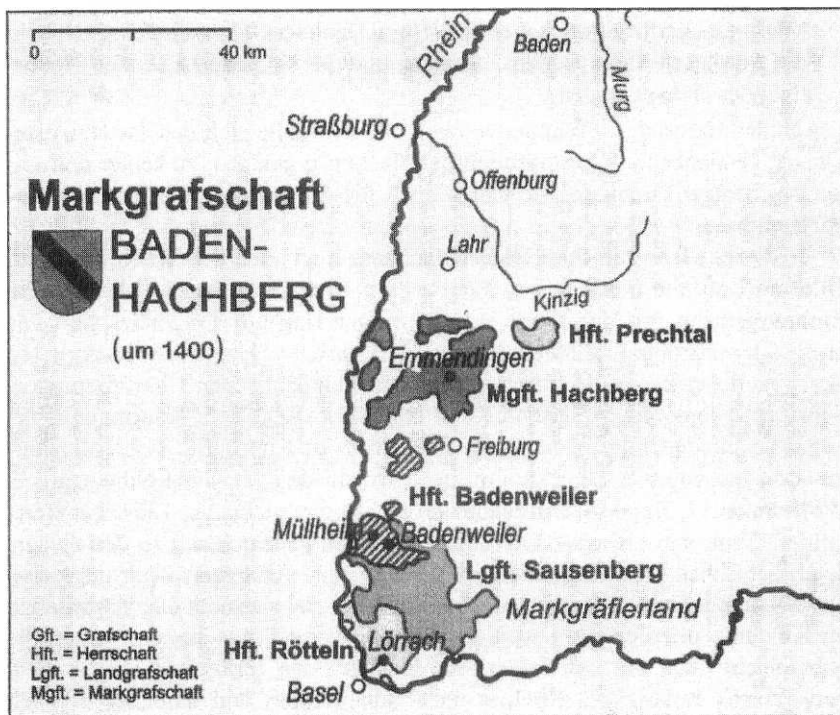 0
40 km
Rhein
Baden
Murg
Straßburg
Offenburg
Markgrafschaft
BADEN-
HACHBERG
(um 1400)
Lahr
Kinzig
Hft. Prechtal
Emmendingen
Mgft. Hachberg
Freiburg
Hft. Badenweiler
Müllheim
Badenweiler
Lgft. Sausenberg
Markgräflerland
Gft. = Grafschaft
Hft. = Herrschaft
Lgft. = Landgrafschaft
Mgft. = Markgrafschaft
Hft. Rötteln
Lörrach
Basel